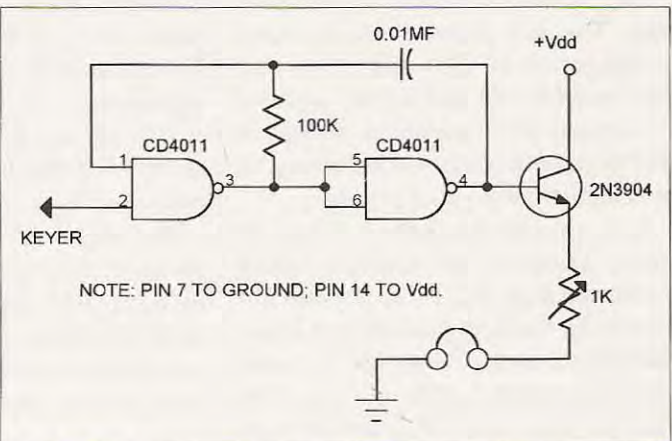 0.01MF
+Vdd
100K
CD4011
CD4011
1
2
3
5
6
4
2N3904
KEYER
NOTE: PIN 7 TO GROUND; PIN 14 TO Vdd.
1K